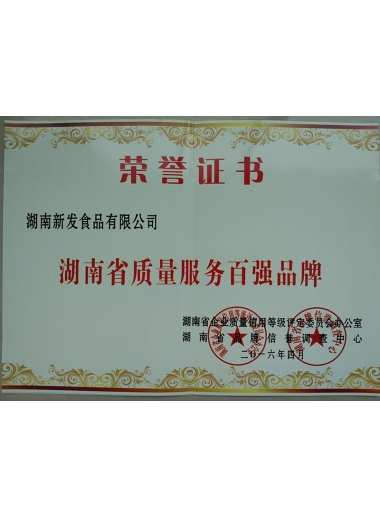 荣誉证书
湖南新发食品有限公司
湖南省质量服务百强品牌
湖南省企业质量信用等级评定委员会办公室
湖南省品牌信誉调查中心
二〇一六年四月